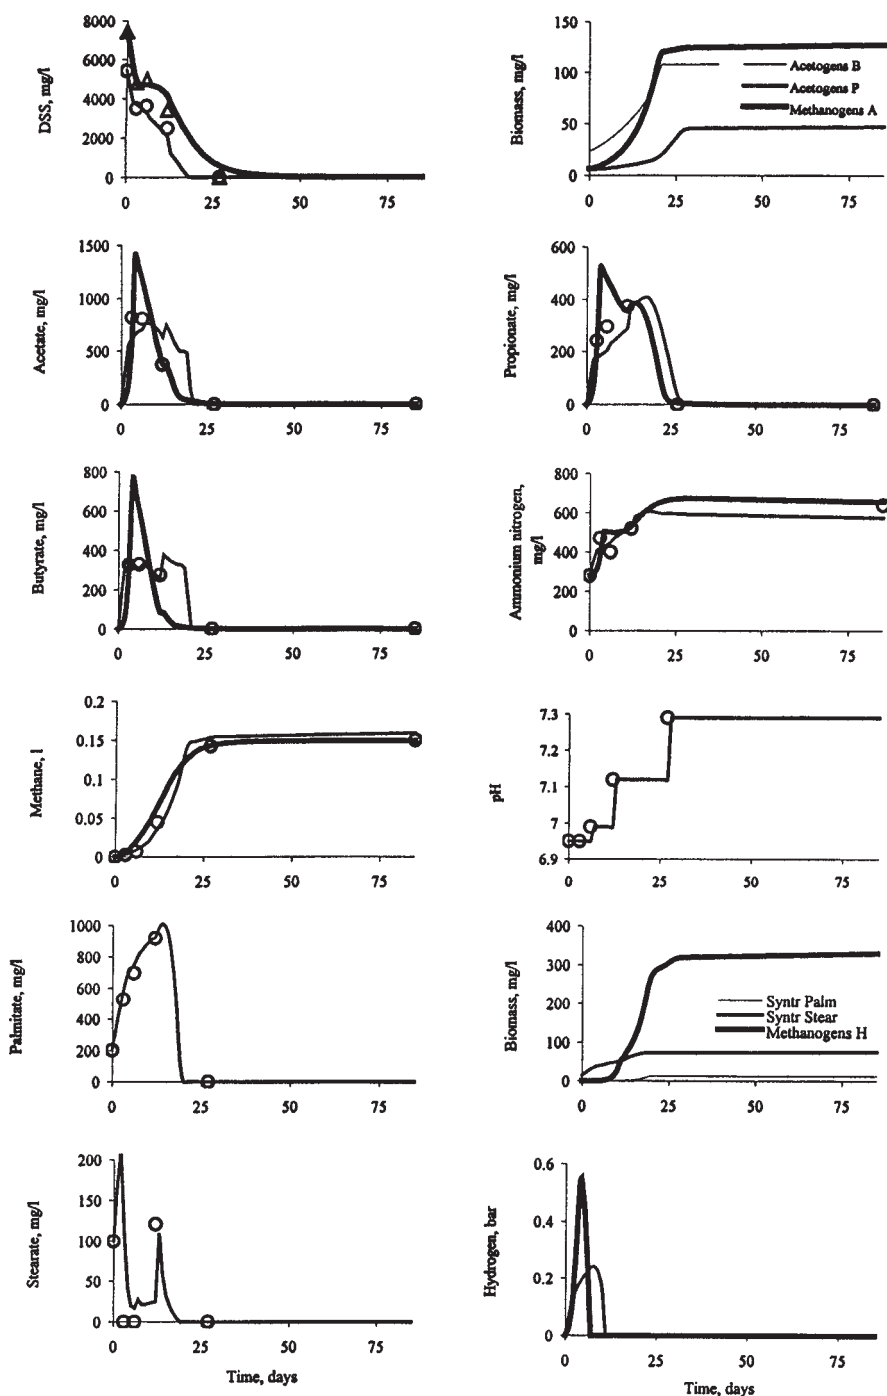 8000
6000
4000
2000
0
DSS, mg/l
0 25 50 75
150
100
50
0
Biomass, mg/l
Acetogens B
Acetogens P
Methanogens A
0 25 50 75
1500
1000
500
0
Acetate, mg/l
0 25 50 75
600
400
200
0
Propionate, mg/l
0 25 50 75
800
600
400
200
0
Butyrate, mg/l
0 25 50 75
800
600
400
200
0
Ammonium nitrogen,
mg/l
0 25 50 75
0.2
0.15
0.1
0.05
0
Methane, l
0 25 50 75
7.3
7.2
7.1
7
6.9
pH
0 25 50 75
1000
800
600
400
200
0
Palmitate, mg/l
0 25 50 75
400
300
200
100
0
Biomass, mg/l
Syntr Palm
Syntr Stear
Methanogens H
0 25 50 75
200
150
100
50
0
Stearate, mg/l
0 25 50 75
Time, days
0.6
0.4
0.2
0
Hydrogen, bar
0 25 50 75
Time, days